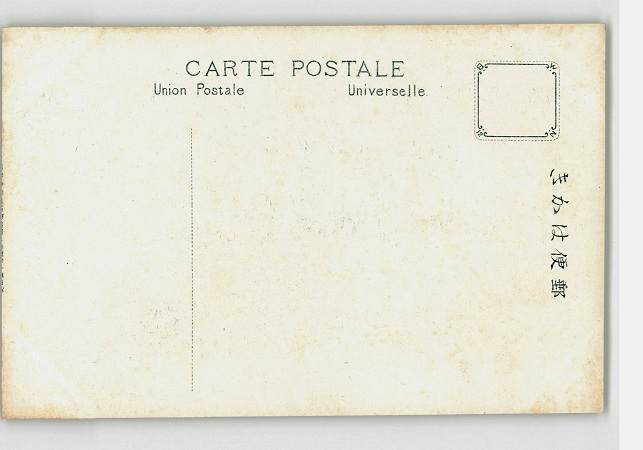 CARTE POSTALE
Union Postale Universelle.
きかは便郵